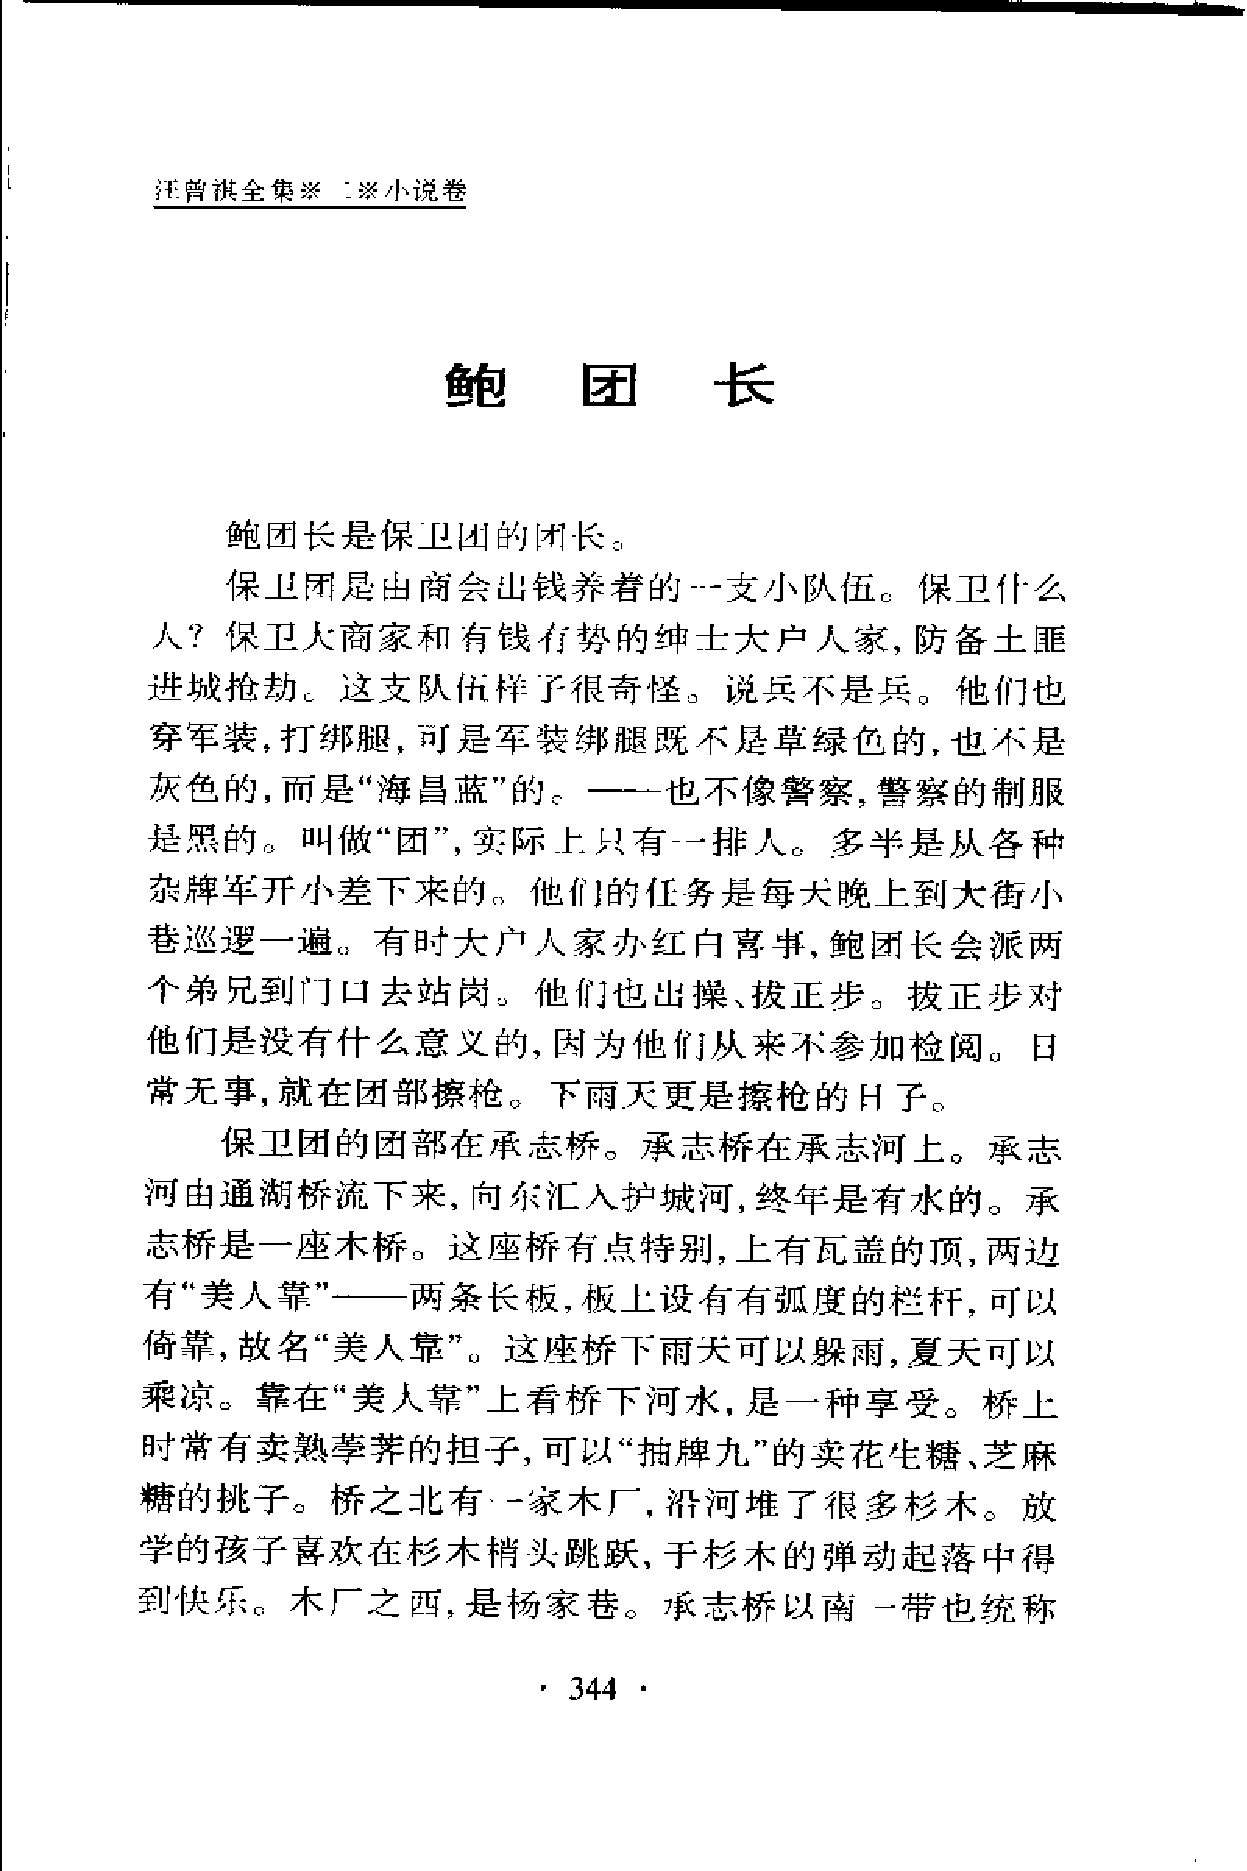 汪曾祺全集※二※小说卷
鲍团长
鲍团长是保卫团的团长。
保卫团是由商会出钱养着的一支小队伍。保卫什么
人?保卫大商家和有钱有势的绅士大户人家,防备土匪
进城抢劫。这支队伍样子很奇怪。说兵不是兵。他们也
穿军装,打绑腿,可是军装绑腿既不是草绿色的,也不是
灰色的,而是“海昌蓝”的。——也不像警察,警察的制服
是黑的。叫做“团”,实际上只有一排人。多半是从各种
杂牌军开小差下来的。他们的任务是每天晚上到大街小
巷巡逻一遍。有时大户人家办红白喜事,鲍团长会派两
个弟兄到门口去站岗。他们也出操、拔正步。拔正步对
他们是没有什么意义的,因为他们从来不参加检阅。日
常无事,就在团部擦枪。下雨天更是擦枪的日子。
保卫团的团部在承志桥。承志桥在承志河上。承志
河由通湖桥流下来,向东汇入护城河,终年是有水的。承
志桥是一座木桥。这座桥有点特别,上有瓦盖的顶,两边
有“美人靠”——两条长板,板上设有有弧度的栏杆,可以
倚靠,故名“美人靠”。这座桥下雨天可以躲雨,夏天可以
乘凉。靠在“美人靠”上看桥下河水,是一种享受。桥上
时常有卖熟荸荠的担子,可以“抽牌九”的卖花生糖、芝麻
糖的挑子。桥之北有一家木厂,沿河堆了很多杉木。放
学的孩子喜欢在杉木梢头跳跃,于杉木的弹动起落中得
到快乐。木厂之西,是杨家巷。承志桥以南一带也统称
· 344 ·